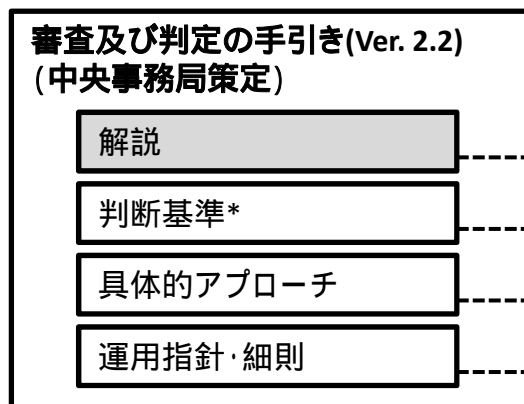 審査及び判定の手引き(Ver. 2.2)
(中央事務局策定)
解説
判断基準*
具体的アプローチ
運用指針･細則